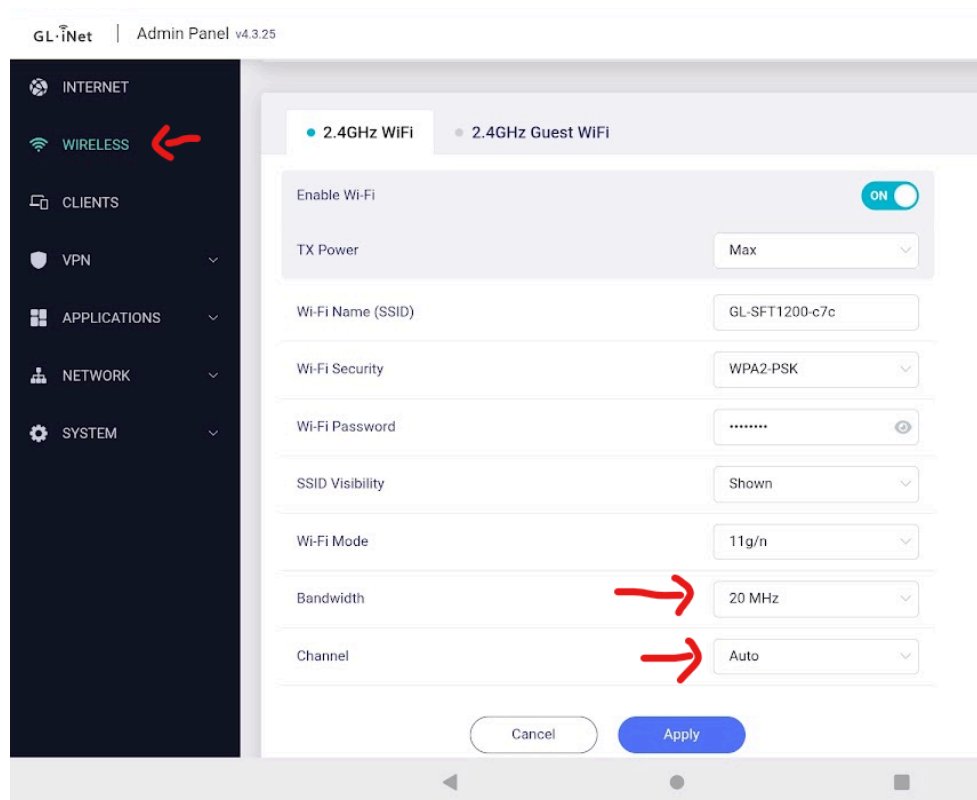 GL·iNet | Admin Panel v4.3.25
INTERNET
WIRELESS
CLIENTS
VPN
APPLICATIONS
NETWORK
SYSTEM
2.4GHz WiFi 2.4GHz Guest WiFi
Enable Wi-Fi ON
TX Power Max
Wi-Fi Name (SSID) GL-SFT1200-c7c
Wi-Fi Security WPA2-PSK
Wi-Fi Password ••••••••
SSID Visibility Shown
Wi-Fi Mode 11g/n
Bandwidth 20 MHz
Channel Auto
Cancel Apply